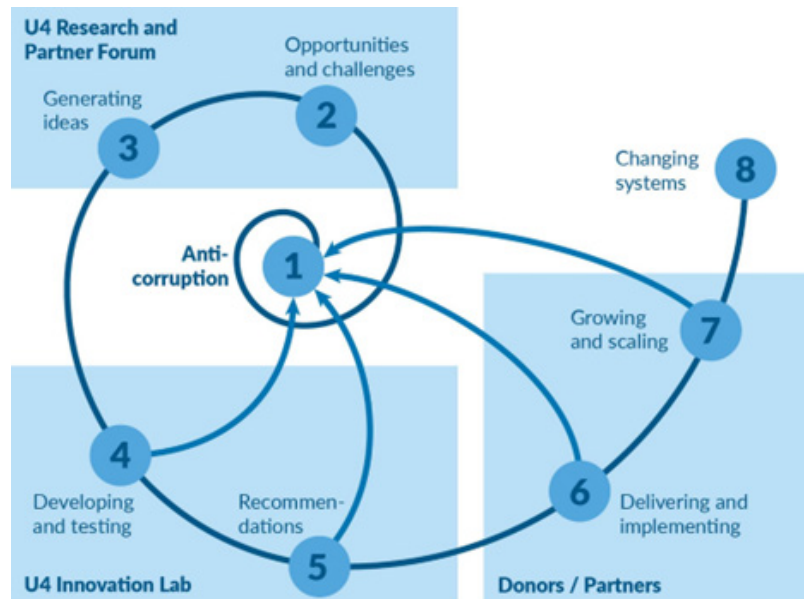 U4 Research and
Partner Forum
Opportunities
and challenges
2
Generating
ideas
3
Changing
systems
8
Anti-
corruption
1
Growing
and scaling
7
4
Developing
and testing
Recommen-
dations
5
6
Delivering and
implementing
U4 Innovation Lab
Donors / Partners